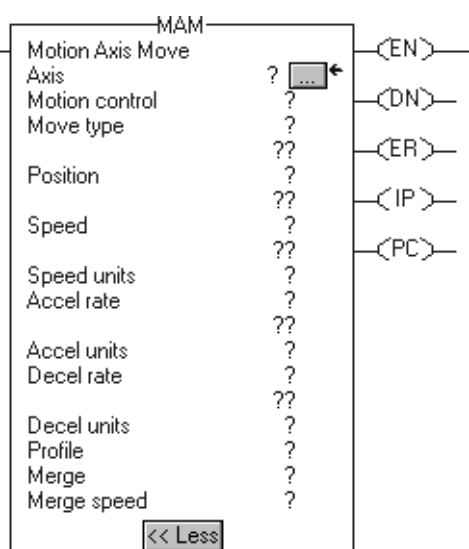 MAM
Motion Axis Move
EN
Axis ? ...
Motion control ?
DN
Move type ?
??
ER
Position ?
??
IP
Speed ?
??
PC
Speed units ?
Accel rate ?
??
Accel units ?
Decel rate ?
??
Decel units ?
Profile ?
Merge ?
Merge speed ?
<< Less